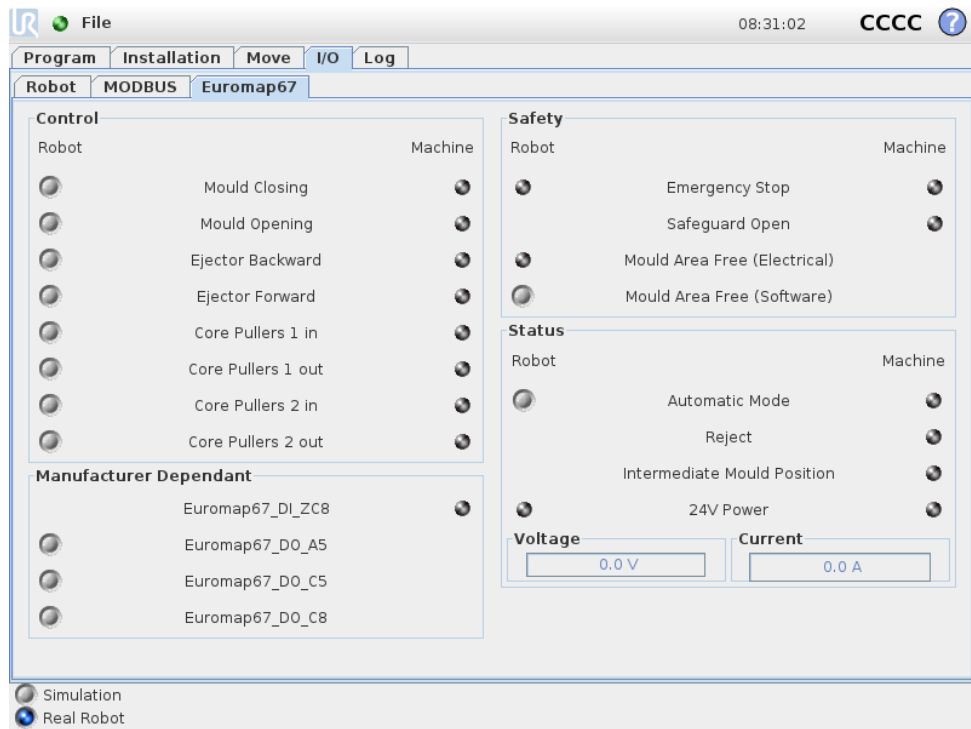 UR File 08:31:02 CCCC ?
Program Installation Move I/O Log
Robot MODBUS Euromap67
Control
Robot Machine
Mould Closing
Mould Opening
Ejector Backward
Ejector Forward
Core Pullers 1 in
Core Pullers 1 out
Core Pullers 2 in
Core Pullers 2 out
Manufacturer Dependant
Euromap67_DI_ZC8
Euromap67_DO_A5
Euromap67_DO_C5
Euromap67_DO_C8
Safety
Robot Machine
Emergency Stop
Safeguard Open
Mould Area Free (Electrical)
Mould Area Free (Software)
Status
Robot Machine
Automatic Mode
Reject
Intermediate Mould Position
24V Power
Voltage Current
0.0 V 0.0 A
Simulation
Real Robot